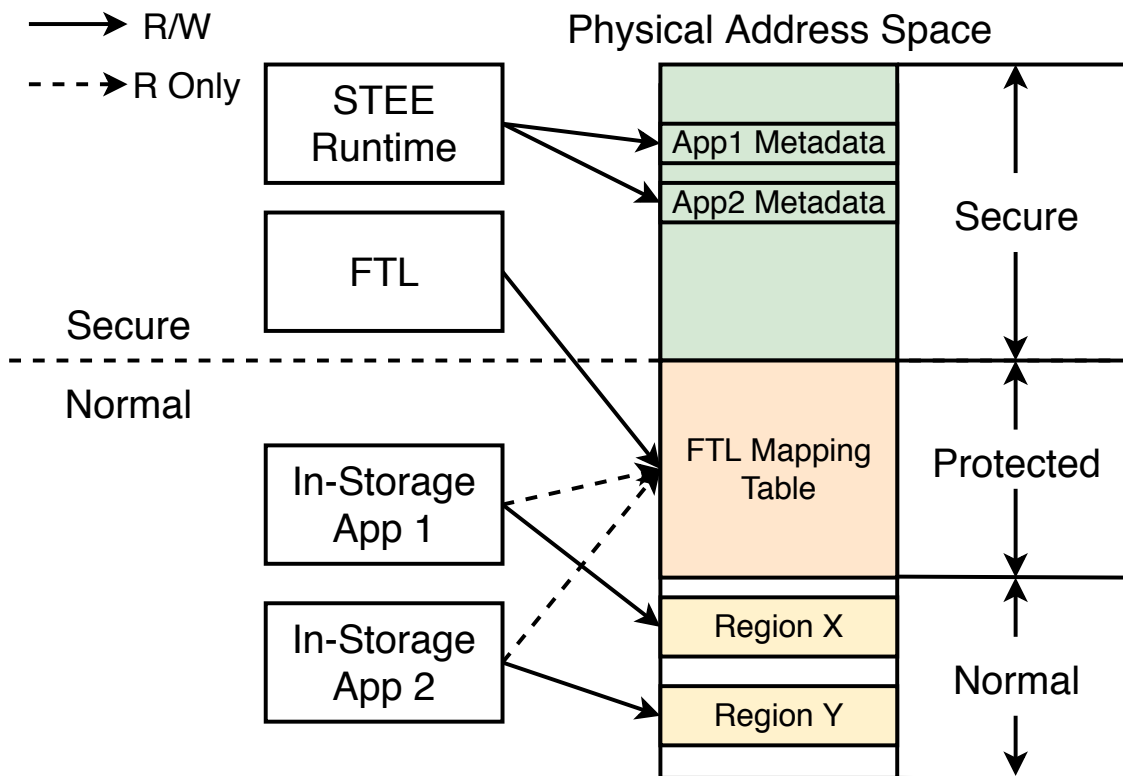 R/W
R Only
Physical Address Space
STEE
Runtime
App1 Metadata
App2 Metadata
Secure
FTL
Secure
Normal
FTL Mapping
Table
Protected
In-Storage
App 1
In-Storage
App 2
Region X
Region Y
Normal